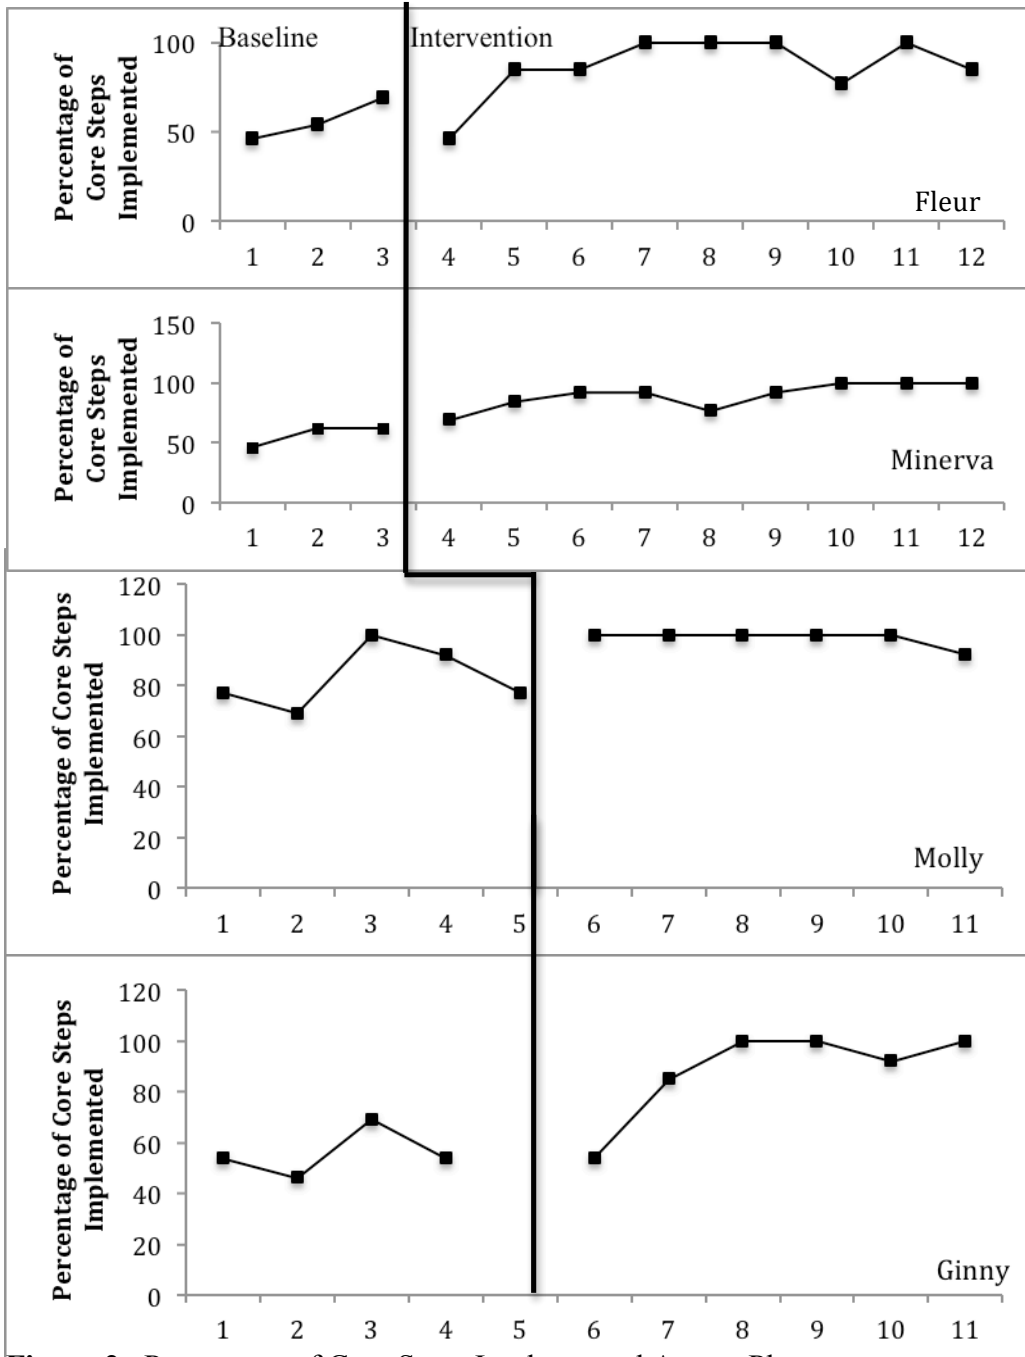 Baseline
Intervention
Percentage of
Core Steps
Implemented
100
50
0
Fleur
1 2 3 4 5 6 7 8 9 10 11 12
Percentage of
Core Steps
Implemented
150
100
50
0
Minerva
1 2 3 4 5 6 7 8 9 10 11 12
Percentage of Core Steps
Implemented
120
100
80
60
40
20
0
Molly
1 2 3 4 5 6 7 8 9 10 11
Percentage of Core Steps
Implemented
120
100
80
60
40
20
0
Ginny
1 2 3 4 5 6 7 8 9 10 11